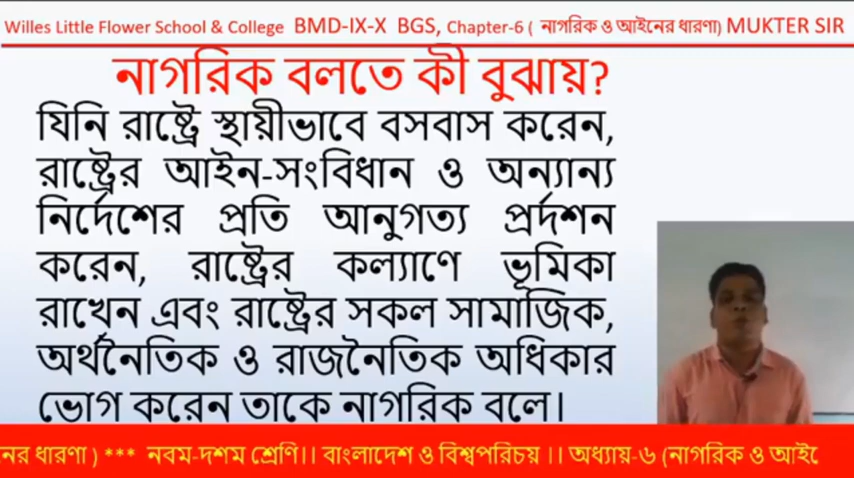 Willes Little Flower School & College BMD-IX-X BGS, Chapter-6 ( নাগরিক ও আইনের ধারণা) MUKTER SIR
নাগরিক বলতে কী বুঝায়?
যিনি রাষ্ট্রে স্থায়ীভাবে বসবাস করেন,
রাষ্ট্রের আইন-সংবিধান ও অন্যান্য
নির্দেশের প্রতি আনুগত্য প্রর্দশন
করেন, রাষ্ট্রের কল্যাণে ভূমিকা
রাখেন এবং রাষ্ট্রের সকল সামাজিক,
অর্থনৈতিক ও রাজনৈতিক অধিকার
ভোগ করেন তাকে নাগরিক বলে।
নের ধারণা ) *** নবম-দশম শ্রেণি।। বাংলাদেশ ও বিশ্বপরিচয় ।। অধ্যায়-৬ (নাগরিক ও আইে